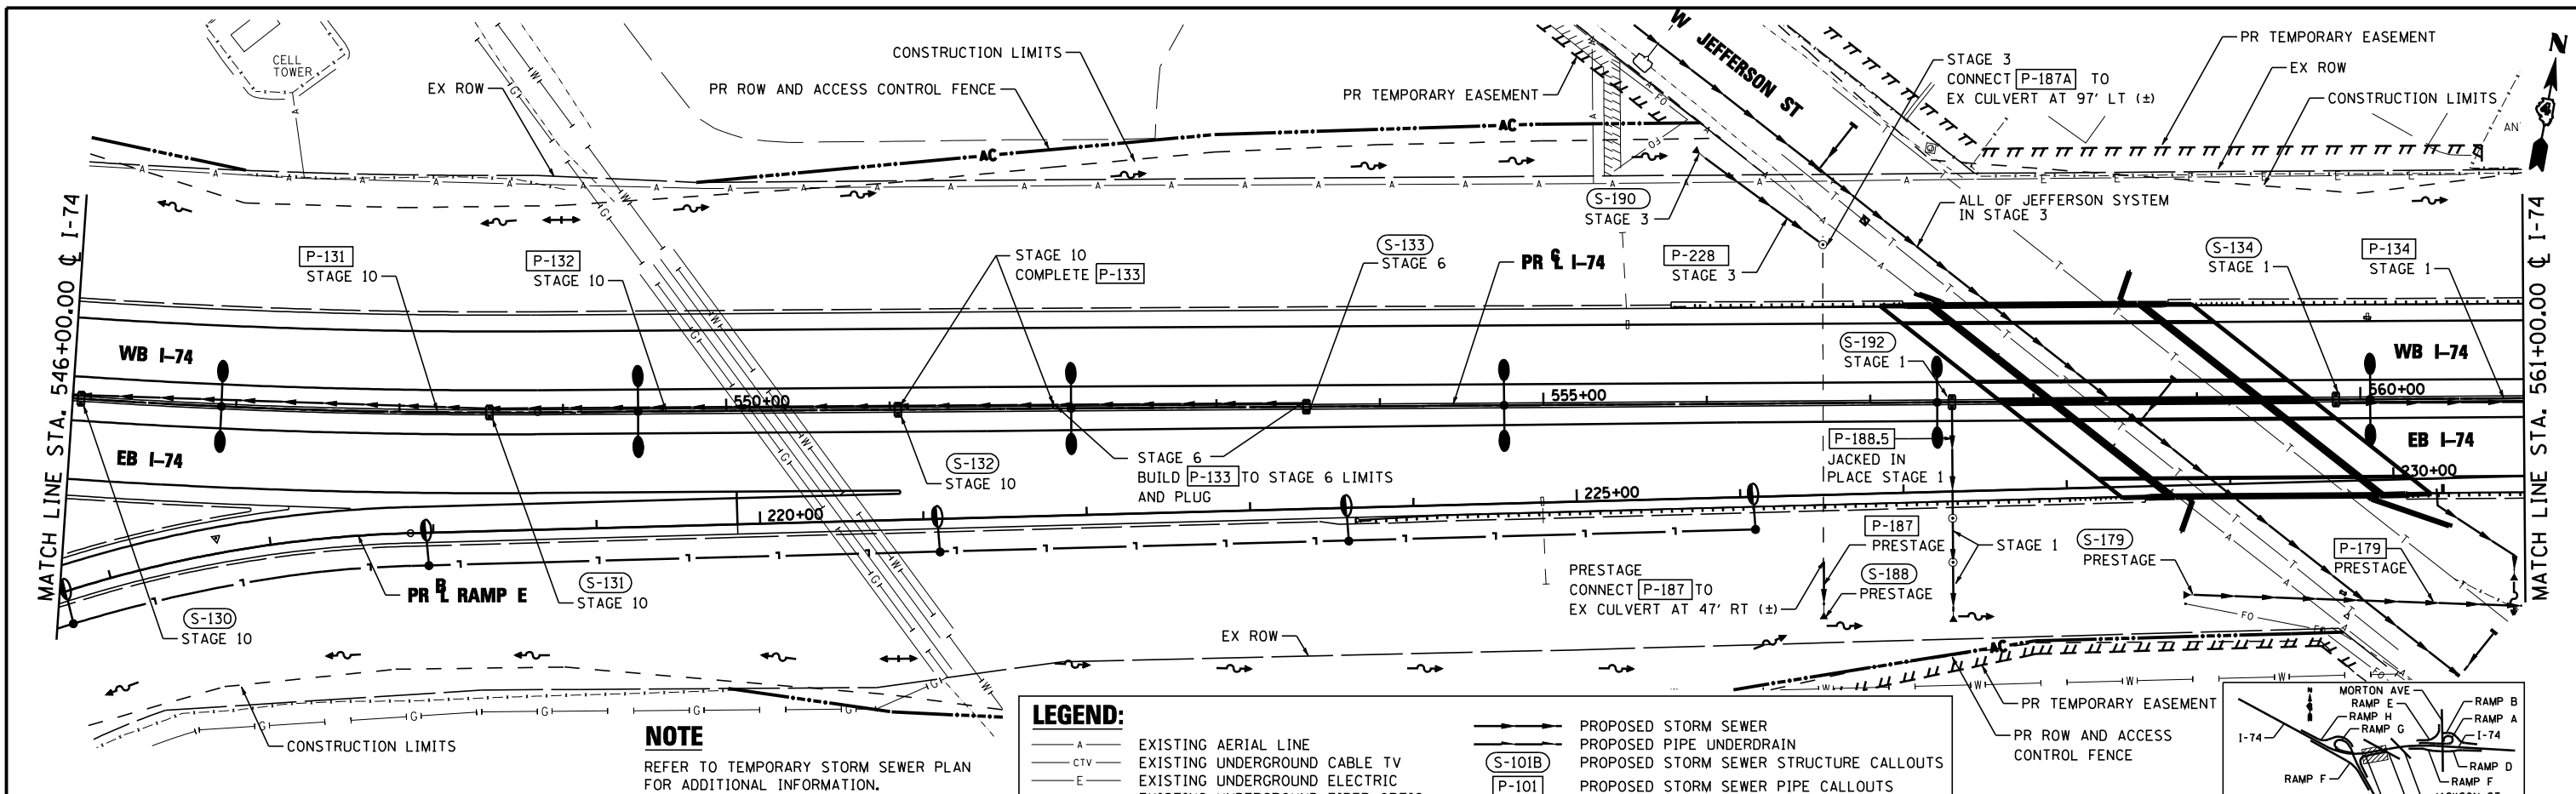 CELL
TOWER
CONSTRUCTION LIMITS
EX ROW
PR ROW AND ACCESS CONTROL FENCE
PR TEMPORARY EASEMENT
W JEFFERSON ST
STAGE 3
CONNECT P-187A TO
EX CULVERT AT 97' LT (±)
PR TEMPORARY EASEMENT
EX ROW
CONSTRUCTION LIMITS
N
4
AC
AC
S-190
STAGE 3
ALL OF JEFFERSON SYSTEM
IN STAGE 3
MATCH LINE STA. 546+00.00 ℄ I-74
P-131
STAGE 10
P-132
STAGE 10
STAGE 10
COMPLETE P-133
S-133
STAGE 6
PR ℄ I-74
P-228
STAGE 3
S-134
STAGE 1
P-134
STAGE 1
MATCH LINE STA. 561+00.00 ℄ I-74
WB I-74
S-192
STAGE 1
WB I-74
550+00
555+00
560+00
EB I-74
S-132
STAGE 10
STAGE 6
BUILD P-133 TO STAGE 6 LIMITS
AND PLUG
P-188.5
JACKED IN
PLACE STAGE 1
EB I-74
230+00
220+00
225+00
P-187
PRESTAGE
STAGE 1
S-179
PRESTAGE
P-179
PRESTAGE
PR BL RAMP E
S-131
STAGE 10
PRESTAGE
CONNECT P-187 TO
EX CULVERT AT 47' RT (±)
S-188
PRESTAGE
S-130
STAGE 10
EX ROW
FO
AC
CONSTRUCTION LIMITS
PR TEMPORARY EASEMENT
PR ROW AND ACCESS
CONTROL FENCE
NOTE
REFER TO TEMPORARY STORM SEWER PLAN
FOR ADDITIONAL INFORMATION.
LEGEND:
A EXISTING AERIAL LINE
CTV EXISTING UNDERGROUND CABLE TV
E EXISTING UNDERGROUND ELECTRIC
PROPOSED STORM SEWER
PROPOSED PIPE UNDERDRAIN
S-101B PROPOSED STORM SEWER STRUCTURE CALLOUTS
P-101 PROPOSED STORM SEWER PIPE CALLOUTS
N
MORTON AVE
RAMP E
RAMP H
RAMP G
I-74
RAMP F
RAMP B
RAMP A
I-74
RAMP D
RAMP F